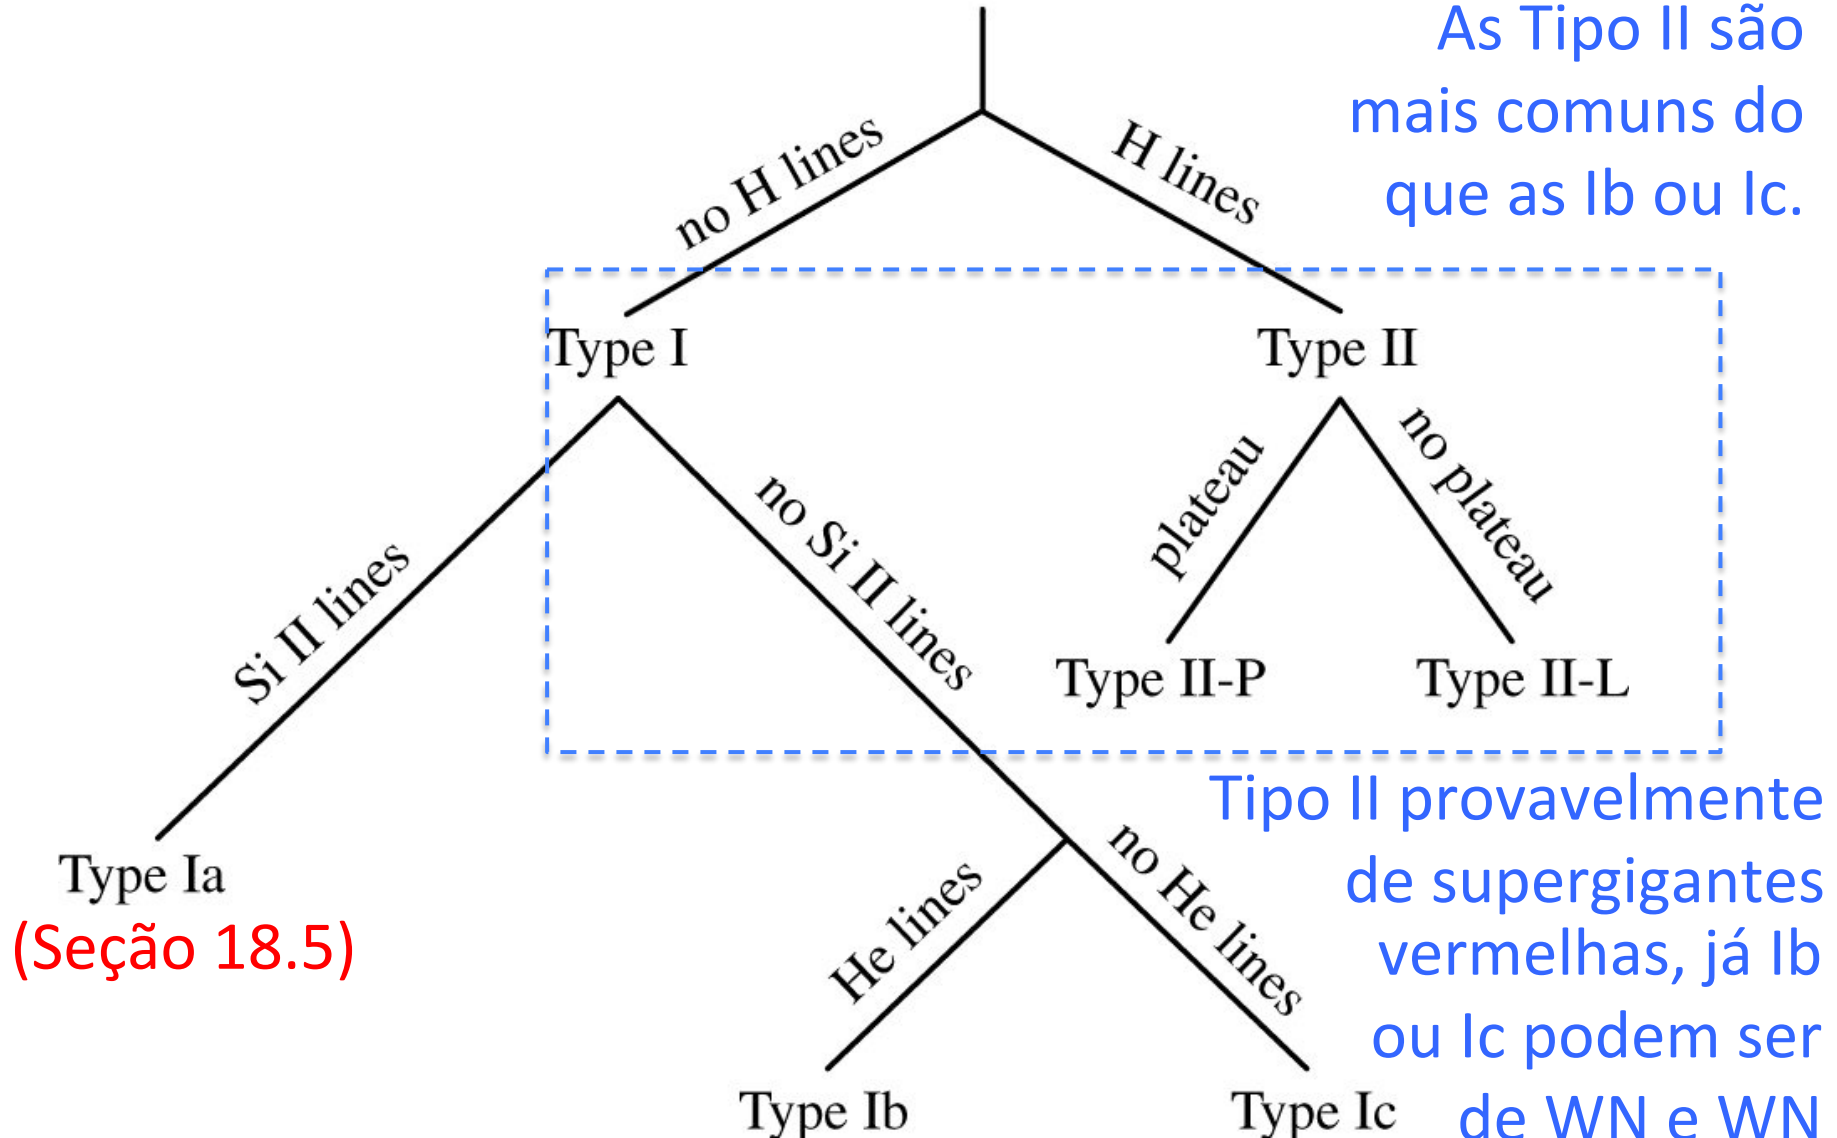 As Tipo II são
mais comuns do
que as Ib ou Ic.
no H lines
H lines
Type I
Type II
Si II lines
no Si II lines
plateau
no plateau
Type II-P
Type II-L
Tipo II provavelmente
de supergigantes
vermelhas, já Ib
ou Ic podem ser
de WN e WN
Type Ia
(Seção 18.5)
He lines
no He lines
Type Ib
Type Ic